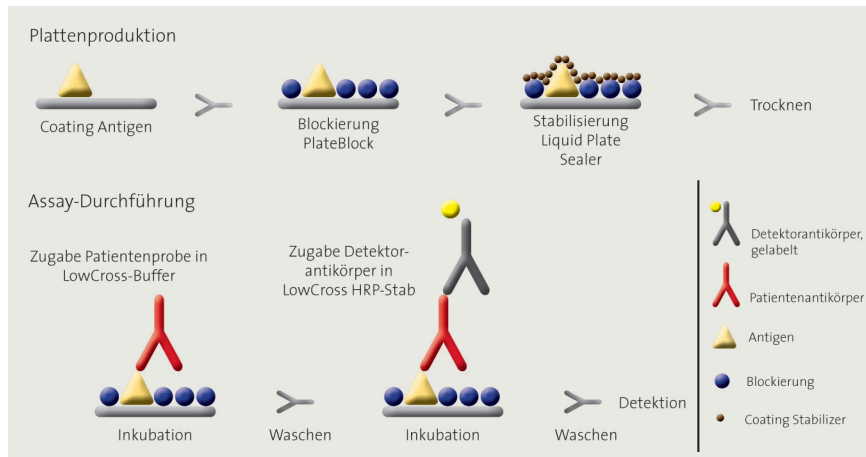 Plattenproduktion
Coating Antigen
Blockierung
PlateBlock
Stabilisierung
Liquid Plate
Sealer
Trocknen
Assay-Durchführung
Zugabe Patientenprobe in
LowCross-Buffer
Zugabe Detektor-
antikörper in
LowCross HRP-Stab
Inkubation
Waschen
Inkubation
Waschen
Detektion
Detektorantikörper,
gelabelt
Patientenantikörper
Antigen
Blockierung
Coating Stabilizer